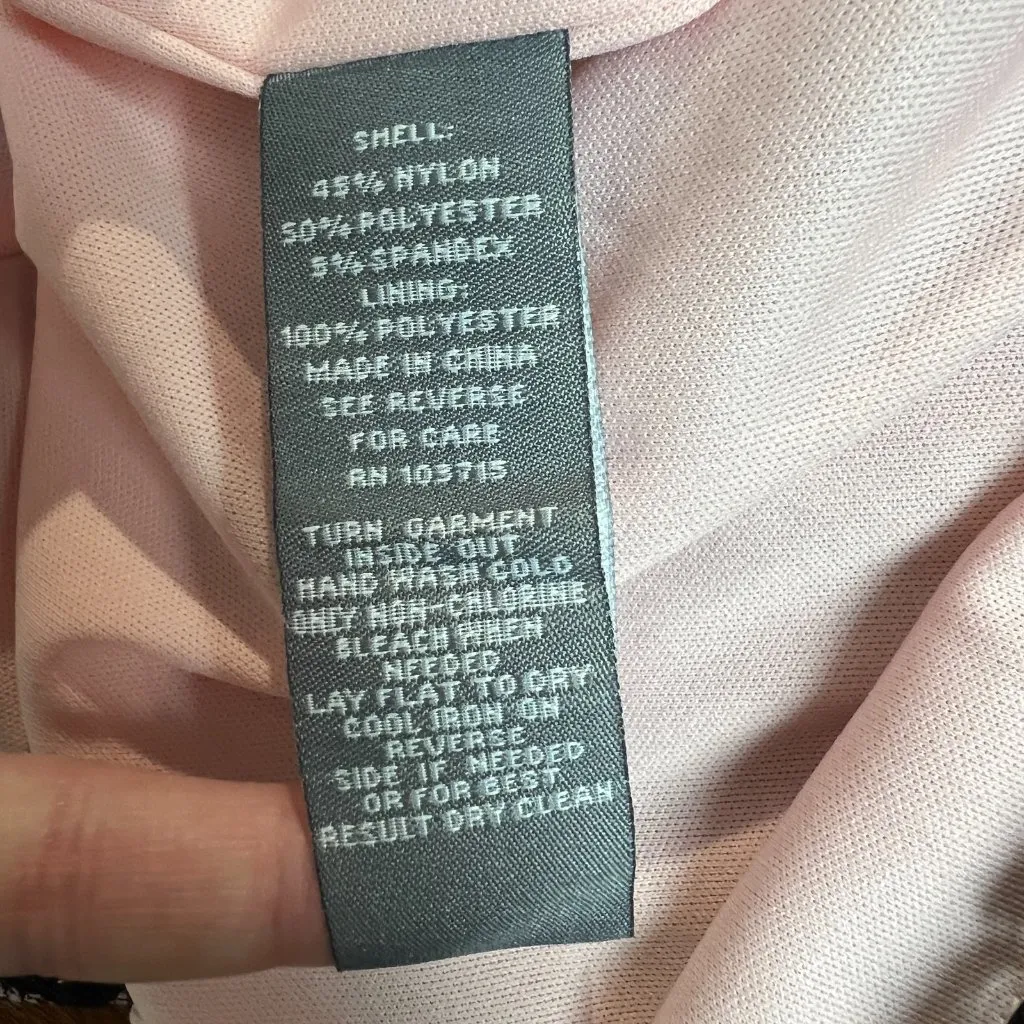 SHELL:
45% NYLON
50% POLYESTER
5% SPANDEX
LINING:
100% POLYESTER
MADE IN CHINA
SEE REVERSE
FOR CARE
RN 103715
TURN GARMENT
INSIDE OUT
HAND WASH COLD
ONLY NON-CHLORINE
BLEACH WHEN
NEEDED
LAY FLAT TO DRY
COOL IRON ON
REVERSE
SIDE IF NEEDED
OR FOR BEST
RESULT DRY CLEAN